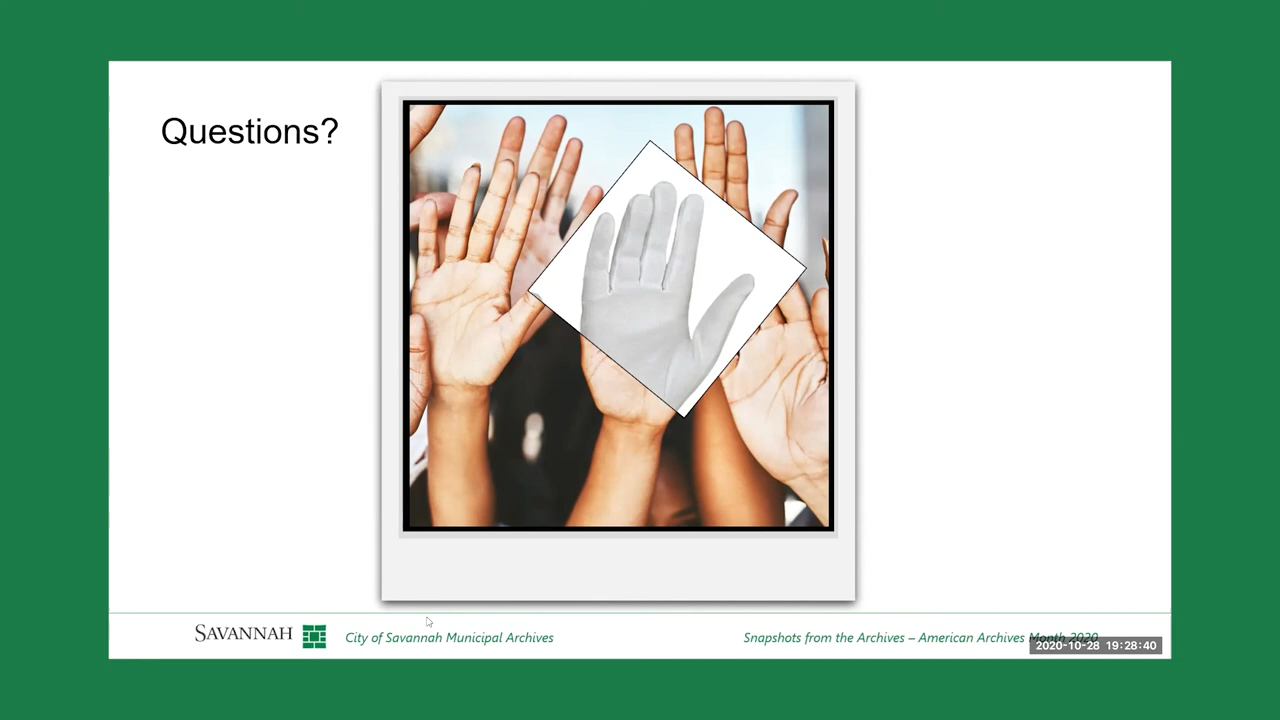 Questions?
SAVANNAH
City of Savannah Municipal Archives
Snapshots from the Archives – American Archives Month 2020
2020-10-28 19:28:40